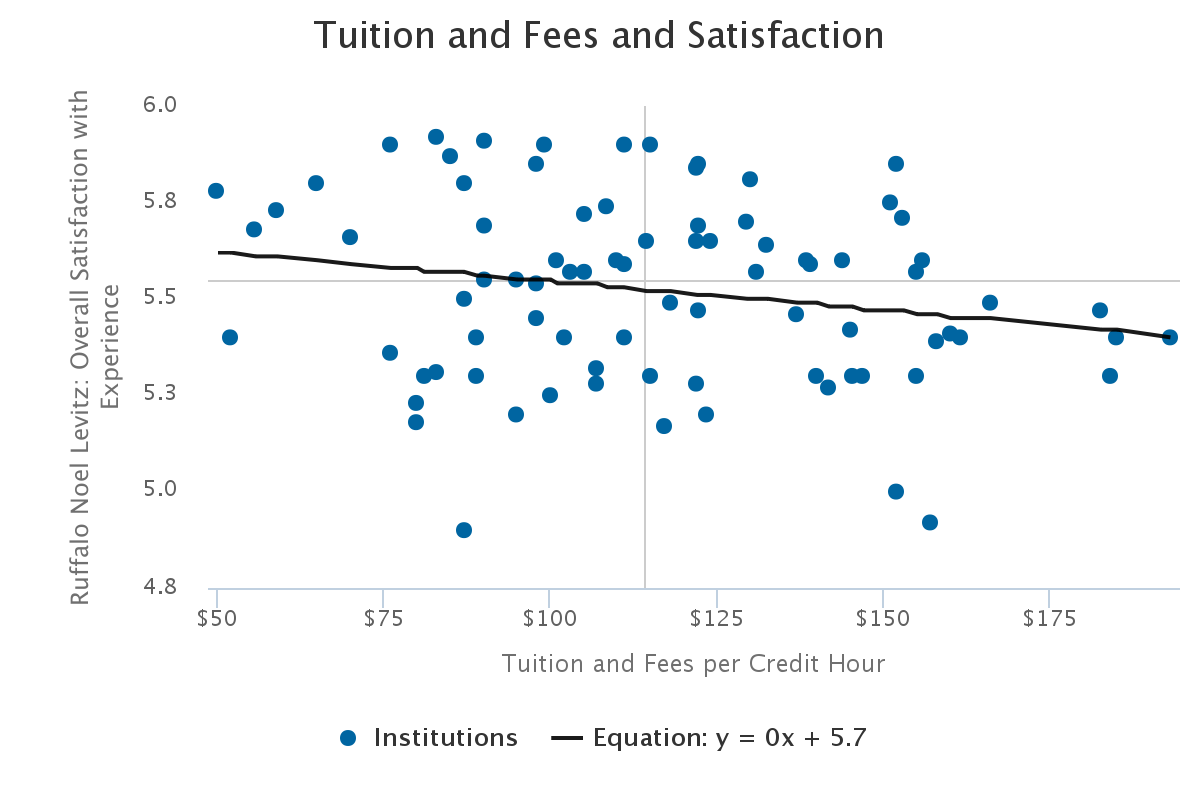 Tuition and Fees and Satisfaction
Ruffalo Noel Levitz: Overall Satisfaction with
Experience
6.0
5.8
5.5
5.3
5.0
4.8
$50 $75 $100 $125 $150 $175
Tuition and Fees per Credit Hour
Institutions Equation: y = 0x + 5.7